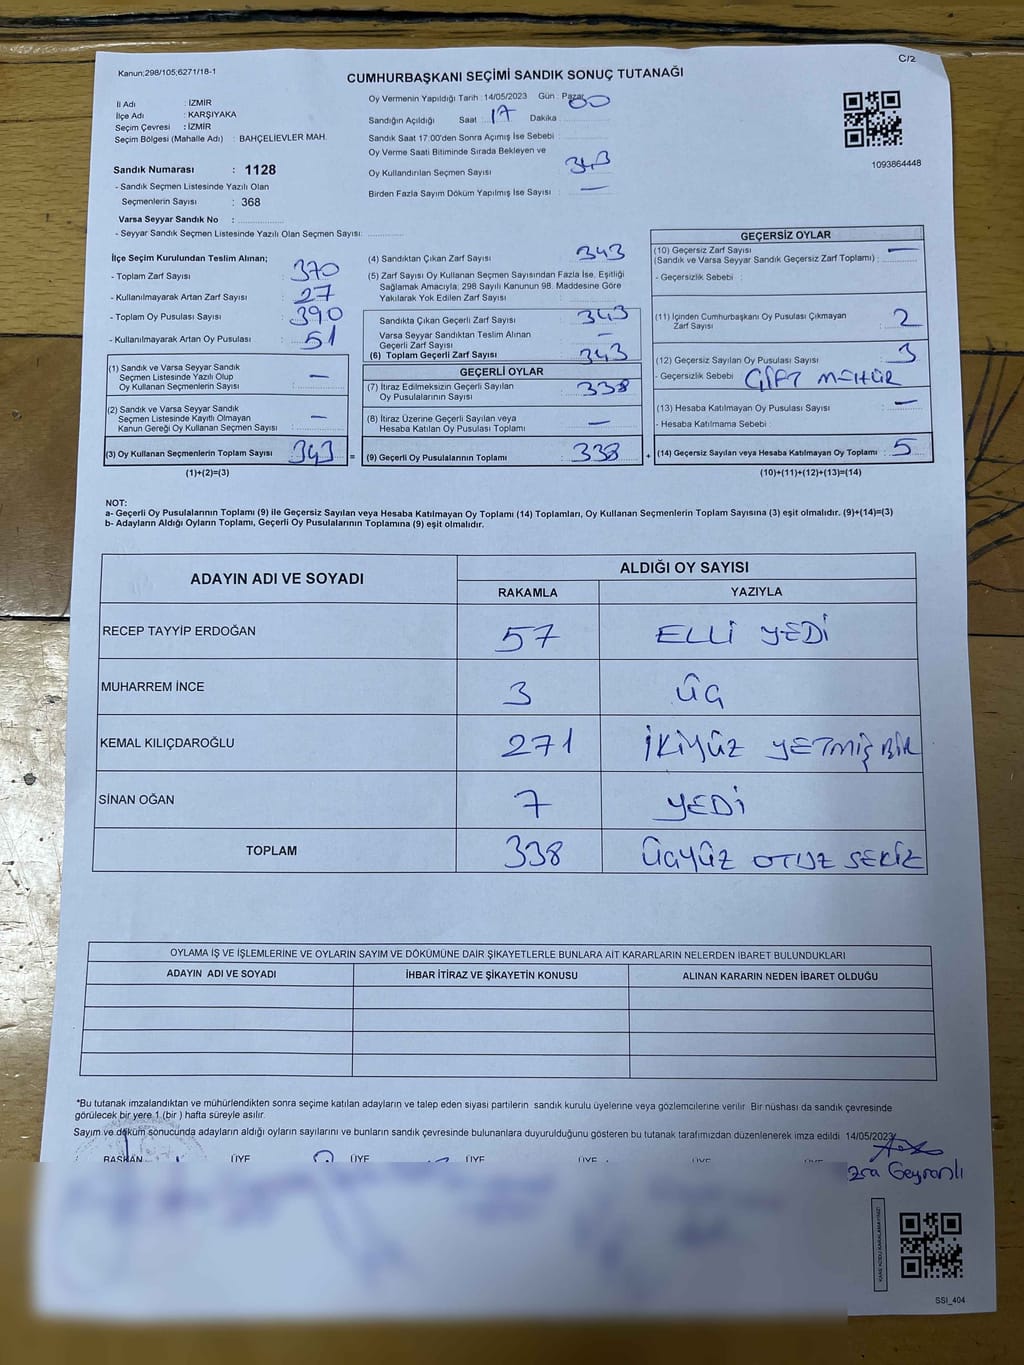 Kanun;298/105;6271/18-1
C/2
CUMHURBAŞKANI SEÇİMİ SANDIK SONUÇ TUTANAĞI
İl Adı : İZMİR
İlçe Adı : KARŞIYAKA
Seçim Çevresi : İZMİR
Seçim Bölgesi (Mahalle Adı) : BAHÇELİEVLER MAH.
Sandık Numarası : 1128
- Sandık Seçmen Listesinde Yazılı Olan
Seçmenlerin Sayısı : 368
Varsa Seyyar Sandık No :
- Seyyar Sandık Seçmen Listesinde Yazılı Olan Seçmen Sayısı:
Oy Vermenin Yapıldığı Tarih : 14/05/2023 Gün : Pazar
Sandığın Açıldığı Saat : 17 Dakika : 00
Sandık Saat 17:00'den Sonra Açılmış İse Sebebi :
Oy Verme Saati Bitiminde Sırada Bekleyen ve
Oy Kullandırılan Seçmen Sayısı : 343
Birden Fazla Sayım Döküm Yapılmış İse Sayısı : —
1093864448
İlçe Seçim Kurulundan Teslim Alınan;
- Toplam Zarf Sayısı : 370
- Kullanılmayarak Artan Zarf Sayısı : 27
- Toplam Oy Pusulası Sayısı : 390
- Kullanılmayarak Artan Oy Pusulası : 51
(1) Sandık ve Varsa Seyyar Sandık
Seçmen Listesinde Yazılı Olup
Oy Kullanan Seçmenlerin Sayısı : —
(2) Sandık ve Varsa Seyyar Sandık
Seçmen Listesinde Kayıtlı Olmayan
Kanun Gereği Oy Kullanan Seçmen Sayısı : —
(3) Oy Kullanan Seçmenlerin Toplam Sayısı : 343 =
(1)+(2)=(3)
(4) Sandıktan Çıkan Zarf Sayısı : 343
(5) Zarf Sayısı Oy Kullanan Seçmen Sayısından Fazla İse, Eşitliği
Sağlamak Amacıyla; 298 Sayılı Kanunun 98. Maddesine Göre
Yakılarak Yok Edilen Zarf Sayısı :
Sandıkta Çıkan Geçerli Zarf Sayısı : 343
Varsa Seyyar Sandıktan Teslim Alınan
Geçerli Zarf Sayısı : —
(6) Toplam Geçerli Zarf Sayısı : 343
GEÇERLİ OYLAR
(7) İtiraz Edilmeksizin Geçerli Sayılan
Oy Pusulalarının Sayısı : 338
(8) İtiraz Üzerine Geçerli Sayılan veya
Hesaba Katılan Oy Pusulası Toplamı : —
(9) Geçerli Oy Pusulalarının Toplamı : 338 +
GEÇERSİZ OYLAR
(10) Geçersiz Zarf Sayısı —
(Sandık ve Varsa Seyyar Sandık Geçersiz Zarf Toplamı) :
- Geçersizlik Sebebi :
(11) İçinden Cumhurbaşkanı Oy Pusulası Çıkmayan
Zarf Sayısı : 2
(12) Geçersiz Sayılan Oy Pusulası Sayısı : 3
- Geçersizlik Sebebi ÇİFT MÜHÜR
(13) Hesaba Katılmayan Oy Pusulası Sayısı : —
- Hesaba Katılmama Sebebi
(14) Geçersiz Sayılan veya Hesaba Katılmayan Oy Toplamı : 5
(10)+(11)+(12)+(13)=(14)
NOT:
a- Geçerli Oy Pusulalarının Toplamı (9) ile Geçersiz Sayılan veya Hesaba Katılmayan Oy Toplamı (14) Toplamları, Oy Kullanan Seçmenlerin Toplam Sayısına (3) eşit olmalıdır. (9)+(14)=(3)
b- Adayların Aldığı Oyların Toplamı, Geçerli Oy Pusulalarının Toplamına (9) eşit olmalıdır.
ADAYIN ADI VE SOYADI
ALDIĞI OY SAYISI
RAKAMLA YAZIYLA
RECEP TAYYİP ERDOĞAN 57 ELLİ YEDİ
MUHARREM İNCE 3 ÜÇ
KEMAL KILIÇDAROĞLU 271 İKİYÜZ YETMİŞ BİR
SİNAN OĞAN 7 YEDİ
TOPLAM 338 ÜÇYÜZ OTUZ SEKİZ
OYLAMA İŞ VE İŞLEMLERİNE VE OYLARIN SAYIM VE DÖKÜMÜNE DAİR ŞİKAYETLERLE BUNLARA AİT KARARLARIN NELERDEN İBARET BULUNDUKLARI
ADAYIN ADI VE SOYADI İHBAR İTİRAZ VE ŞİKAYETİN KONUSU ALINAN KARARIN NEDEN İBARET OLDUĞU
*Bu tutanak imzalandıktan ve mühürlendikten sonra seçime katılan adayların ve talep eden siyasi partilerin sandık kurulu üyelerine veya gözlemcilerine verilir Bir nüshası da sandık çevresinde
görülecek bir yere 1 (bir ) hafta süreyle asılır.
Sayım ve döküm sonucunda adayların aldığı oyların sayılarını ve bunların sandık çevresinde bulunanlara duyurulduğunu gösteren bu tutanak tarafımızdan düzenlenerek imza edildi 14/05/2023
BAŞKAN ÜYE ÜYE ÜYE ÜYE ÜYE ÜYE
KARE KODU KARALAMAYINIZ!
SSI_404